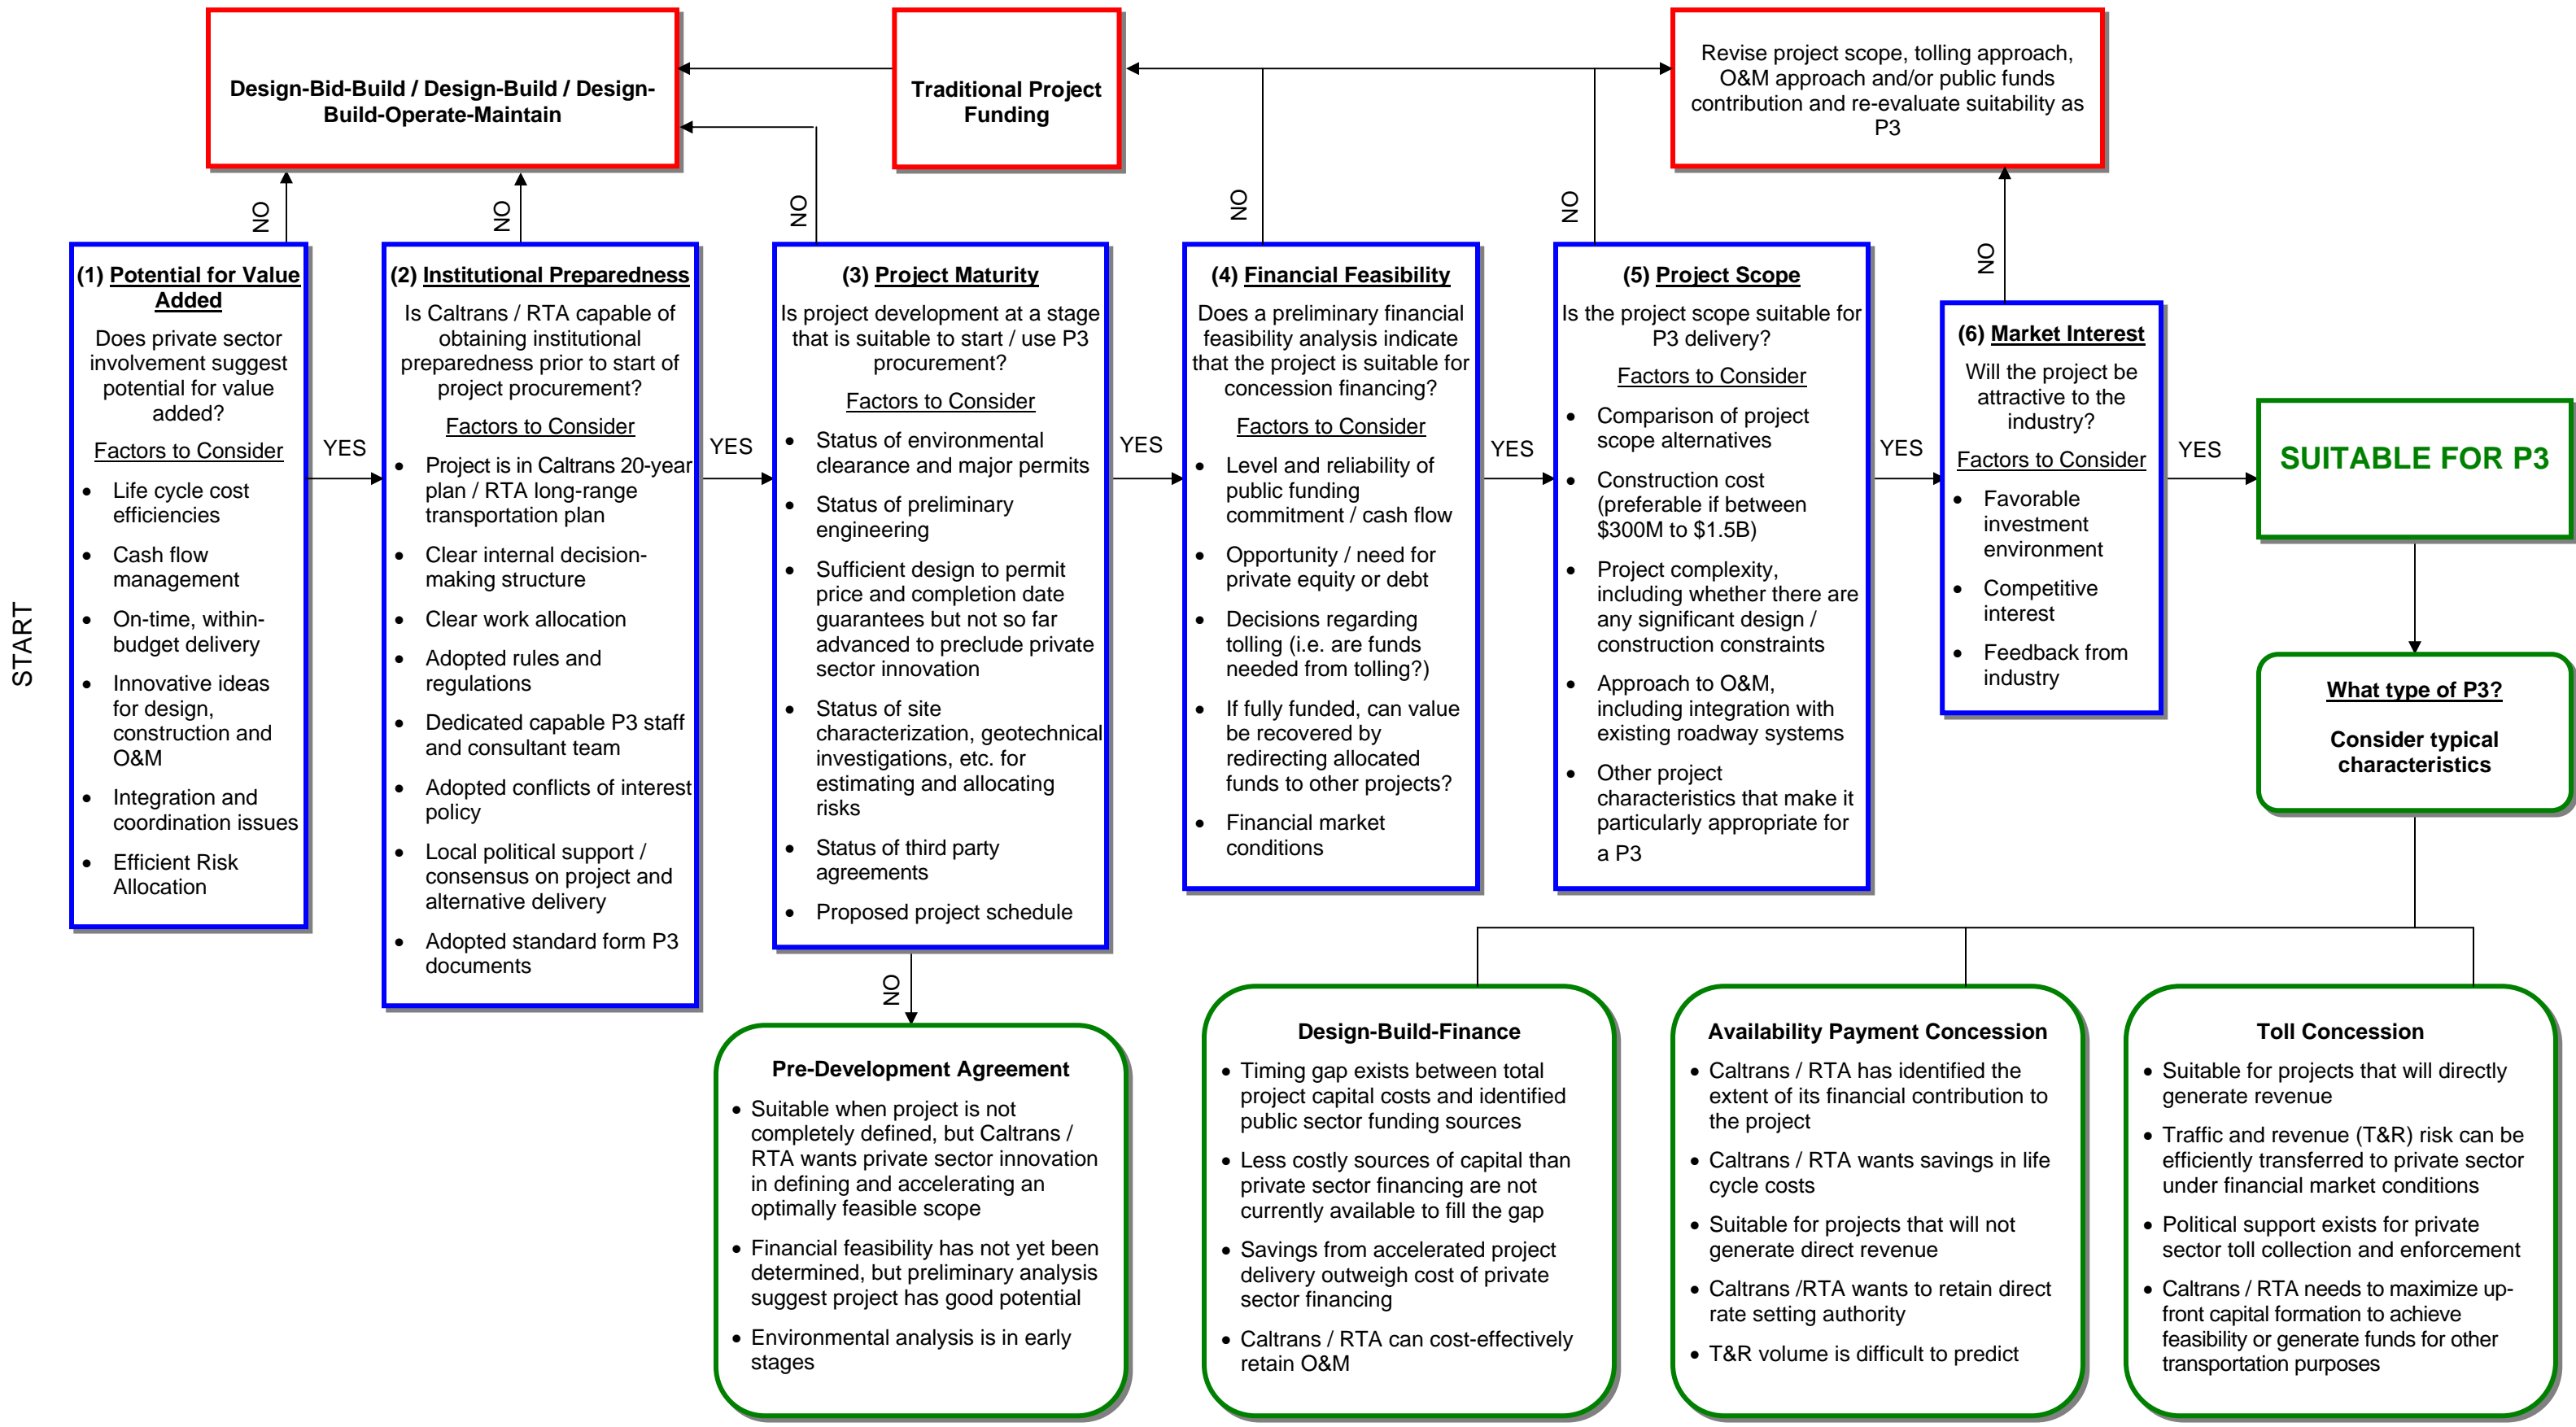 Design-Bid-Build / Design-Build / Design-
Build-Operate-Maintain
Traditional Project
Funding
Revise project scope, tolling approach,
O&M approach and/or public funds
contribution and re-evaluate suitability as
P3
NO
NO
NO
NO
NO
NO
START
(1) Potential for Value
Added
Does private sector
involvement suggest
potential for value
added?
Factors to Consider
• Life cycle cost
efficiencies
• Cash flow
management
• On-time, within-
budget delivery
• Innovative ideas
for design,
construction and
O&M
• Integration and
coordination issues
• Efficient Risk
Allocation
YES
(2) Institutional Preparedness
Is Caltrans / RTA capable of
obtaining institutional
preparedness prior to start of
project procurement?
Factors to Consider
• Project is in Caltrans 20-year
plan / RTA long-range
transportation plan
• Clear internal decision-
making structure
• Clear work allocation
• Adopted rules and
regulations
• Dedicated capable P3 staff
and consultant team
• Adopted conflicts of interest
policy
• Local political support /
consensus on project and
alternative delivery
• Adopted standard form P3
documents
YES
(3) Project Maturity
Is project development at a stage
that is suitable to start / use P3
procurement?
Factors to Consider
• Status of environmental
clearance and major permits
• Status of preliminary
engineering
• Sufficient design to permit
price and completion date
guarantees but not so far
advanced to preclude private
sector innovation
• Status of site
characterization, geotechnical
investigations, etc. for
estimating and allocating
risks
• Status of third party
agreements
• Proposed project schedule
YES
(4) Financial Feasibility
Does a preliminary financial
feasibility analysis indicate
that the project is suitable for
concession financing?
Factors to Consider
• Level and reliability of
public funding
commitment / cash flow
• Opportunity / need for
private equity or debt
• Decisions regarding
tolling (i.e. are funds
needed from tolling?)
• If fully funded, can value
be recovered by
redirecting allocated
funds to other projects?
• Financial market
conditions
YES
(5) Project Scope
Is the project scope suitable for
P3 delivery?
Factors to Consider
• Comparison of project
scope alternatives
• Construction cost
(preferable if between
$300M to $1.5B)
• Project complexity,
including whether there are
any significant design /
construction constraints
• Approach to O&M,
including integration with
existing roadway systems
• Other project
characteristics that make it
particularly appropriate for
a P3
YES
(6) Market Interest
Will the project be
attractive to the
industry?
Factors to Consider
• Favorable
investment
environment
• Competitive
interest
• Feedback from
industry
YES
SUITABLE FOR P3
What type of P3?
Consider typical
characteristics
NO
Pre-Development Agreement
• Suitable when project is not
completely defined, but Caltrans /
RTA wants private sector innovation
in defining and accelerating an
optimally feasible scope
• Financial feasibility has not yet been
determined, but preliminary analysis
suggest project has good potential
• Environmental analysis is in early
stages
Design-Build-Finance
• Timing gap exists between total
project capital costs and identified
public sector funding sources
• Less costly sources of capital than
private sector financing are not
currently available to fill the gap
• Savings from accelerated project
delivery outweigh cost of private
sector financing
• Caltrans / RTA can cost-effectively
retain O&M
Availability Payment Concession
• Caltrans / RTA has identified the
extent of its financial contribution to
the project
• Caltrans / RTA wants savings in life
cycle costs
• Suitable for projects that will not
generate direct revenue
• Caltrans /RTA wants to retain direct
rate setting authority
• T&R volume is difficult to predict
Toll Concession
• Suitable for projects that will directly
generate revenue
• Traffic and revenue (T&R) risk can be
efficiently transferred to private sector
under financial market conditions
• Political support exists for private
sector toll collection and enforcement
• Caltrans / RTA needs to maximize up-
front capital formation to achieve
feasibility or generate funds for other
transportation purposes